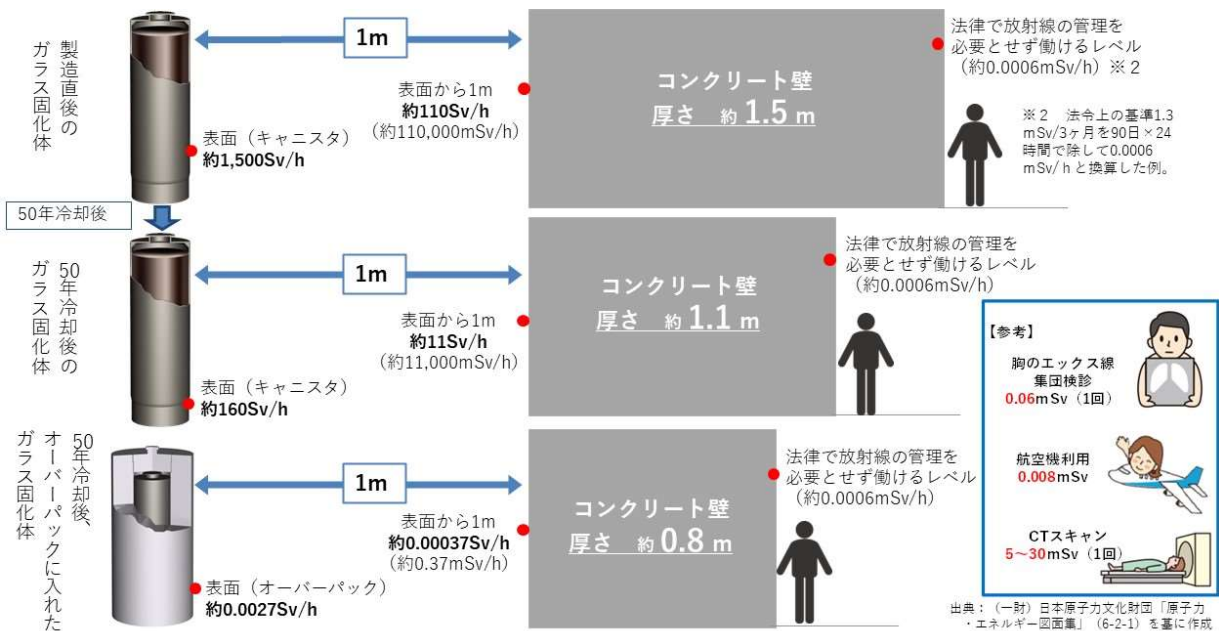 製造直後の
ガラス固化体
1m
表面（キャニスタ）
約1,500Sv/h
表面から1m
約110Sv/h
（約110,000mSv/h）
コンクリート壁
厚さ　約 1.5 m
法律で放射線の管理を
必要とせず働けるレベル
（約0.0006mSv/h）※２
※２　法令上の基準1.3
mSv/3ヶ月を90日×24
時間で除して0.0006
mSv/ｈと換算した例。
50年冷却後
50年冷却後の
ガラス固化体
1m
表面（キャニスタ）
約160Sv/h
表面から1m
約11Sv/h
（約11,000mSv/h）
コンクリート壁
厚さ　約 1.1 m
法律で放射線の管理を
必要とせず働けるレベル
（約0.0006mSv/h）
50年冷却後、
オーバーパックに入れた
ガラス固化体
1m
表面（オーバーパック）
約0.0027Sv/h
表面から1m
約0.00037Sv/h
（約0.37mSv/h）
コンクリート壁
厚さ　約 0.8 m
法律で放射線の管理を
必要とせず働けるレベル
（約0.0006mSv/h）
【参考】
胸のエックス線
集団検診
0.06mSv（1回）
航空機利用
0.008mSv
CTスキャン
5～30mSv（1回）
出典：（一財）日本原子力文化財団「原子力
・エネルギー図面集」（6-2-1）を基に作成